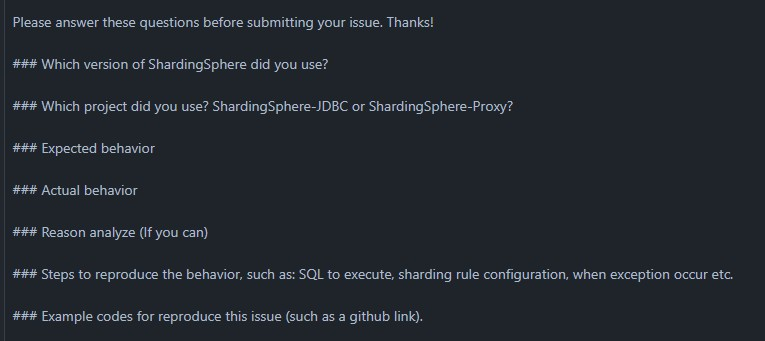 Please answer these questions before submitting your issue. Thanks!
### Which version of ShardingSphere did you use?
### Which project did you use? ShardingSphere-JDBC or ShardingSphere-Proxy?
### Expected behavior
### Actual behavior
### Reason analyze (If you can)
### Steps to reproduce the behavior, such as: SQL to execute, sharding rule configuration, when exception occur etc.
### Example codes for reproduce this issue (such as a github link).